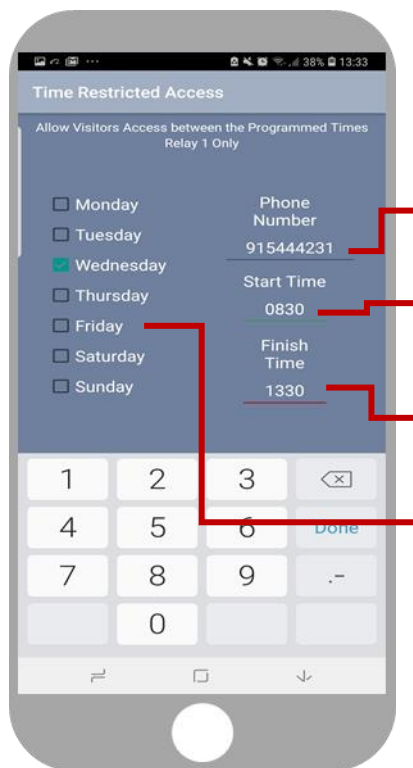 38% 13:33
Time Restricted Access
Allow Visitors Access between the Programmed Times
Relay 1 Only
Monday
Tuesday
Wednesday
Thursday
Friday
Saturday
Sunday
Phone
Number
915444231
Start Time
0830
Finish
Time
1330
1 2 3
4 5 6 Done
7 8 9 .-
0